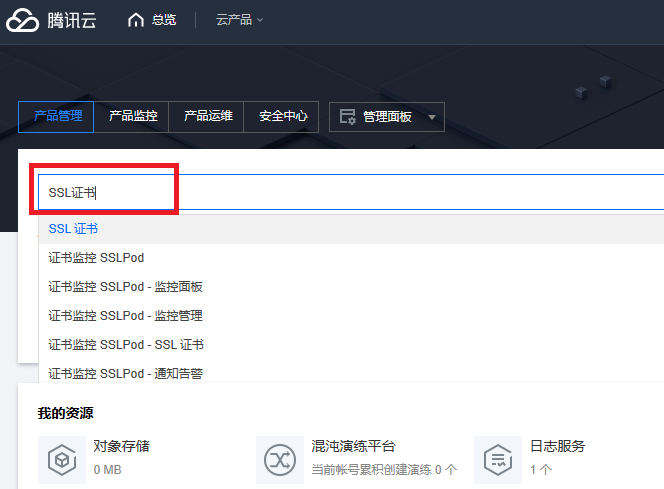 腾讯云 总览 云产品
产品管理 产品监控 产品运维 安全中心 管理面板
SSL证书
SSL 证书
证书监控 SSLPod
证书监控 SSLPod - 监控面板
证书监控 SSLPod - 监控管理
证书监控 SSLPod - SSL 证书
证书监控 SSLPod - 通知告警
我的资源
对象存储 混沌演练平台 日志服务
0 MB 当前帐号累积创建演练 0 个 1 个